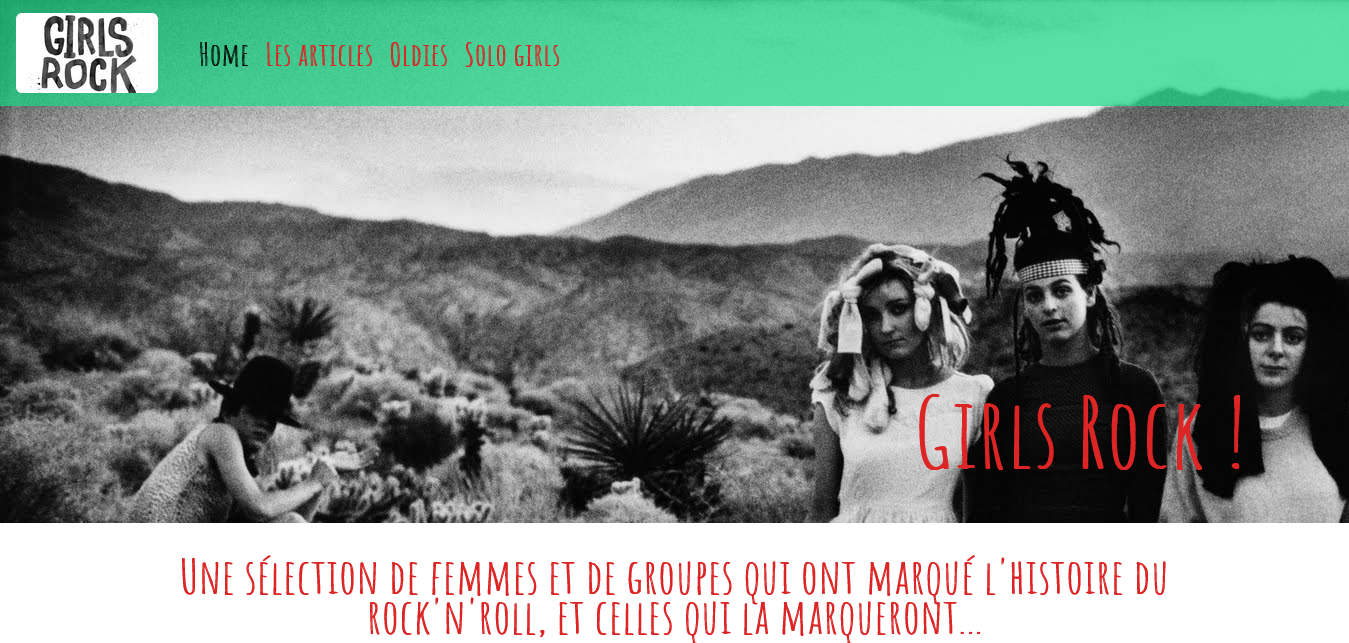 GIRLS
ROCK
Home Les articles Oldies Solo girls
Girls Rock !
Une sélection de femmes et de groupes qui ont marqué l'histoire du
rock'n'roll, et celles qui la marqueront...